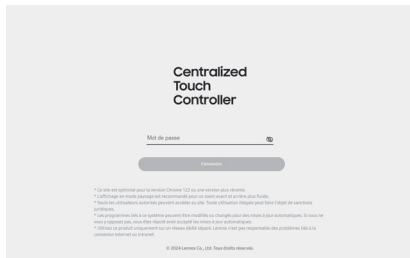 Centralized
Touch
Controller
Mot de passe
Connexion
* Ce site est optimisé pour la version Chrome 122 ou une version plus récente.
* L'affichage en mode paysage est recommandé pour un avant avant et arrière plus fluide.
* Seuls les utilisateurs autorisés peuvent accéder au site. Toute utilisation illégale peut faire l'objet de sanctions
juridiques.
* Les programmes liés à ce système peuvent être modifiés ou changés pour des mises à jour automatiques. Si vous ne
vous y opposez pas, vous êtes réputé avoir accepté les mises à jour automatiques.
* Utilisez ce produit uniquement sur un réseau dédié séparé. Lennox n'est pas responsable des problèmes liés à la
connexion Internet ou intranet.
© 2024 Lennox Co., Ltd. Tous droits réservés.